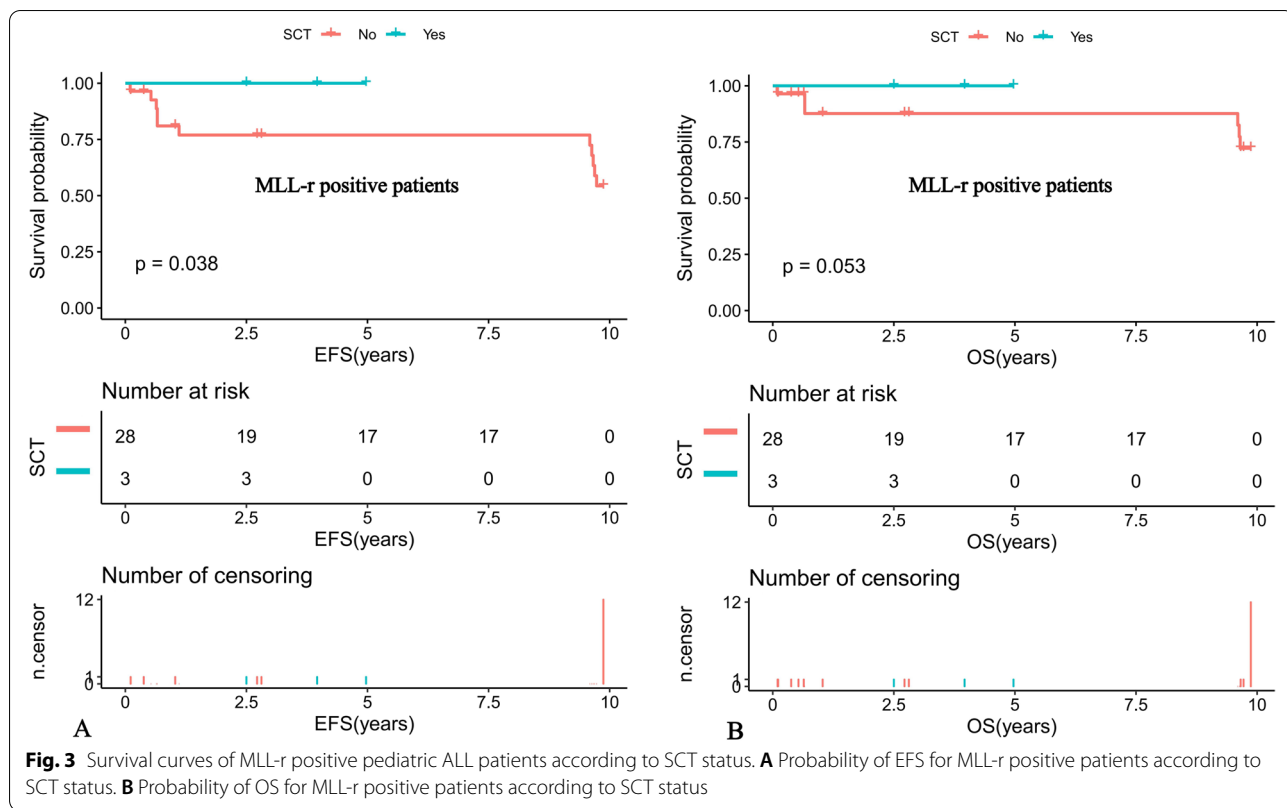 SCT No Yes
1.00
0.75
0.50
0.25
0.00
Survival probability
MLL-r positive patients
p = 0.038
0 2.5 5 7.5 10
EFS(years)
Number at risk
SCT
28 19 17 17 0
3 3 0 0 0
0 2.5 5 7.5 10
EFS(years)
Number of censoring
n.censor
12
1
0
0 2.5 5 7.5 10
EFS(years)
A
SCT No Yes
1.00
0.75
0.50
0.25
0.00
Survival probability
MLL-r positive patients
p = 0.053
0 2.5 5 7.5 10
OS(years)
Number at risk
SCT
28 19 17 17 0
3 3 0 0 0
0 2.5 5 7.5 10
OS(years)
Number of censoring
n.censor
12
1
0
0 2.5 5 7.5 10
OS(years)
B
Fig. 3 Survival curves of MLL-r positive pediatric ALL patients according to SCT status. A Probability of EFS for MLL-r positive patients according to
SCT status. B Probability of OS for MLL-r positive patients according to SCT status